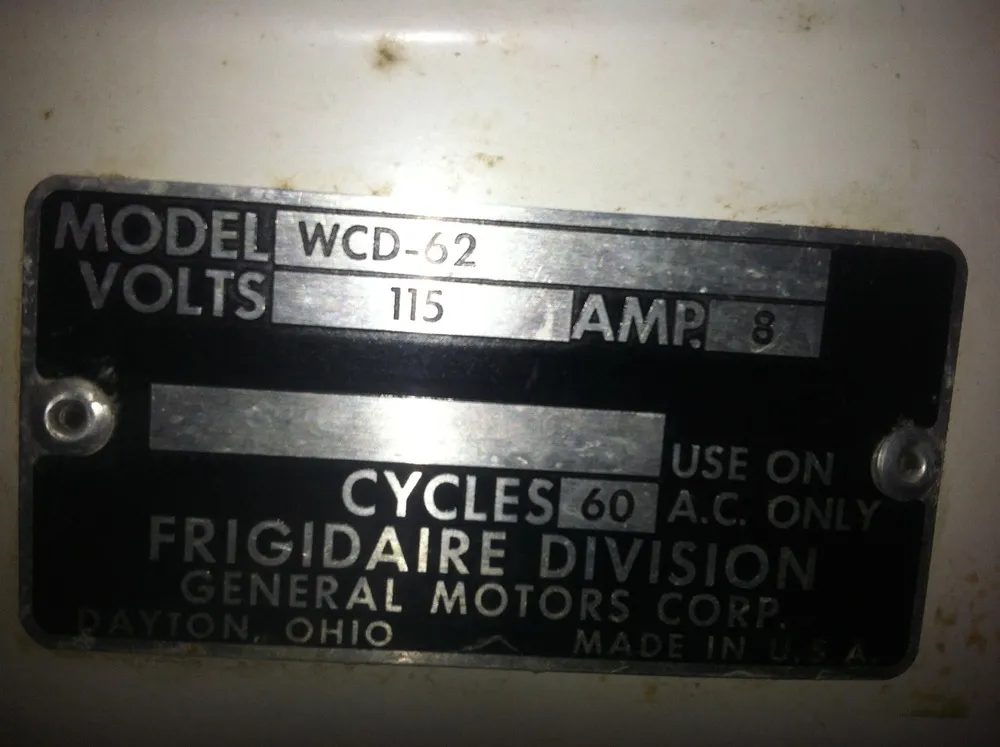 MODEL WCD-62
VOLTS 115 AMP. 8
USE ON
CYCLES 60 A.C. ONLY
FRIGIDAIRE DIVISION
GENERAL MOTORS CORP.
DAYTON, OHIO MADE IN U.S.A.